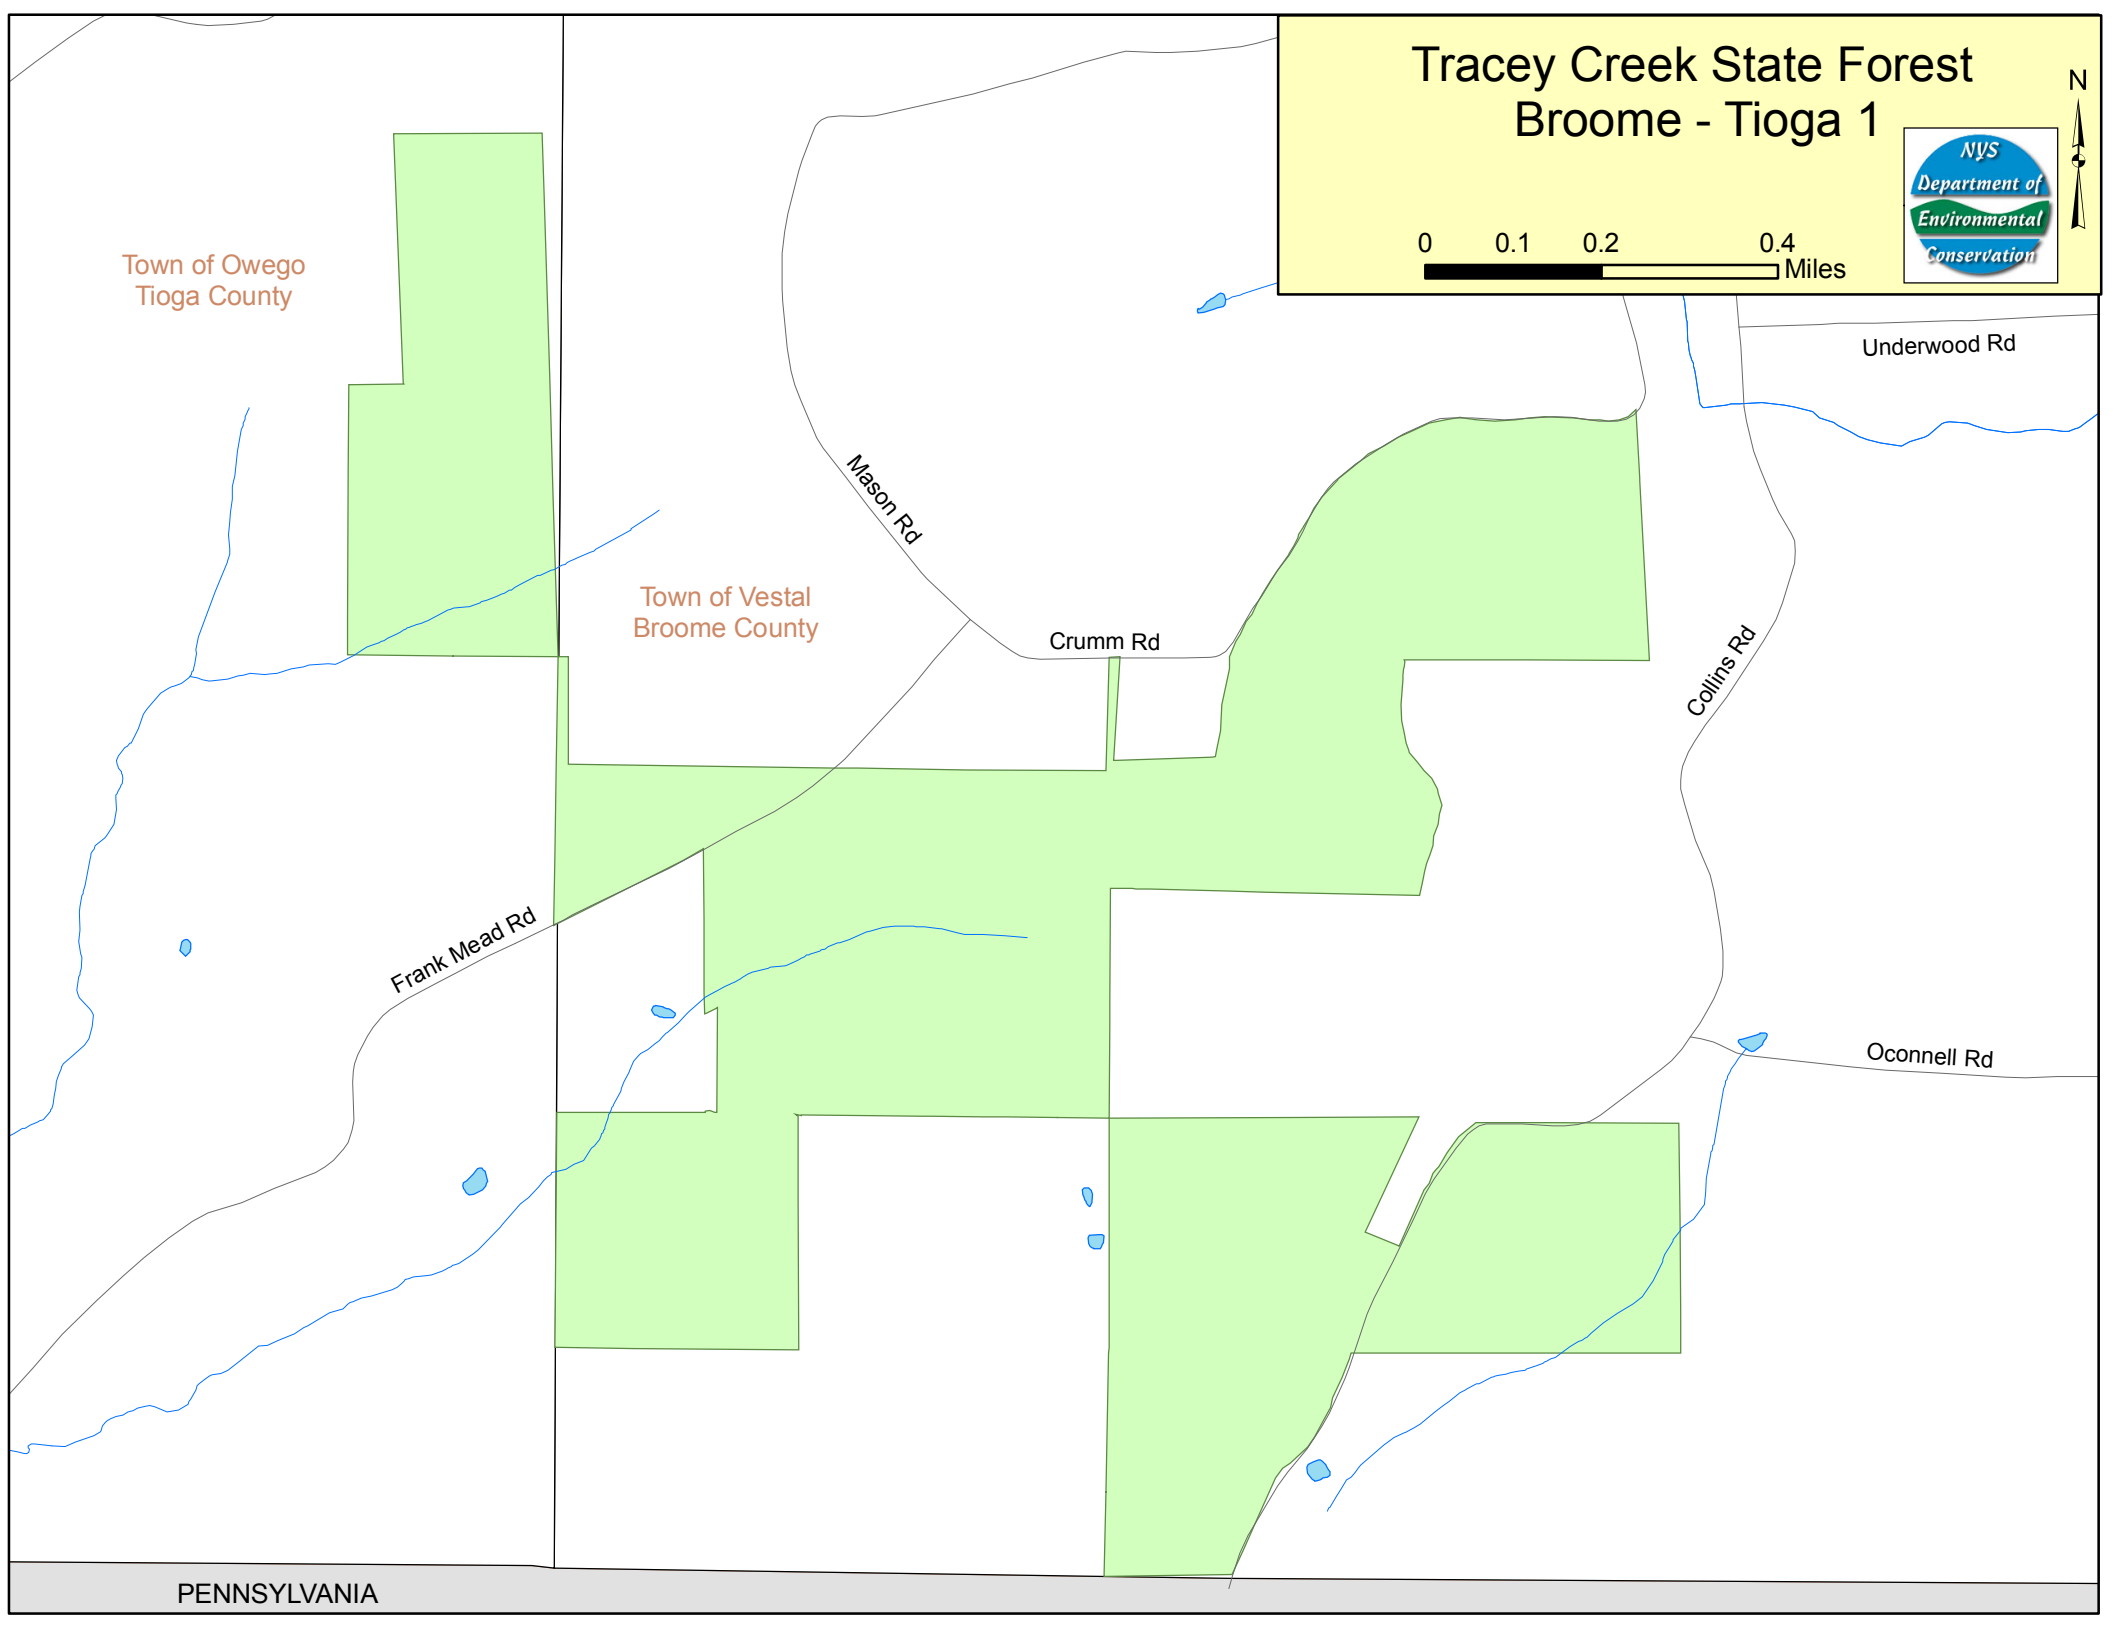 Tracey Creek State Forest
Broome - Tioga 1
N
NYS
Department of
Environmental
Conservation
0 0.1 0.2 0.4
Miles
Town of Owego
Tioga County
Underwood Rd
Mason Rd
Town of Vestal
Broome County
Crumm Rd
Collins Rd
Frank Mead Rd
Oconnell Rd
PENNSYLVANIA